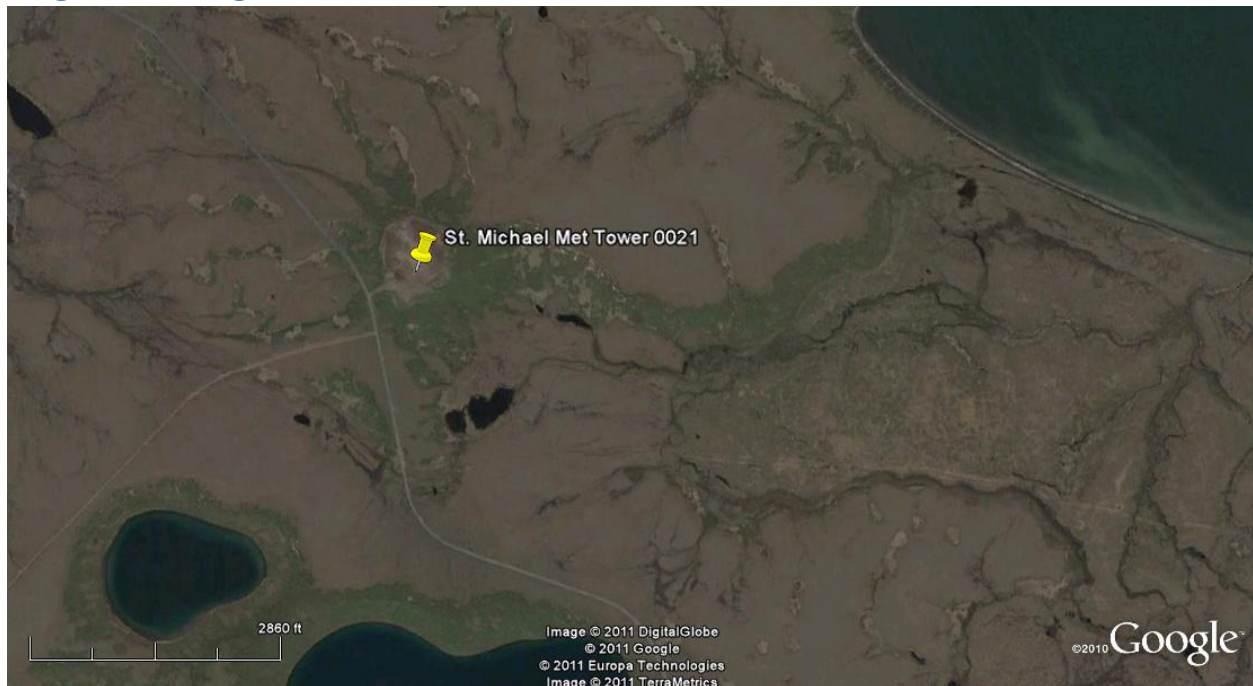 St. Michael Met Tower 0021
2860 ft
Image © 2011 DigitalGlobe
© 2011 Google
© 2011 Europa Technologies
Image © 2011 TerraMetrics
©2010 Google